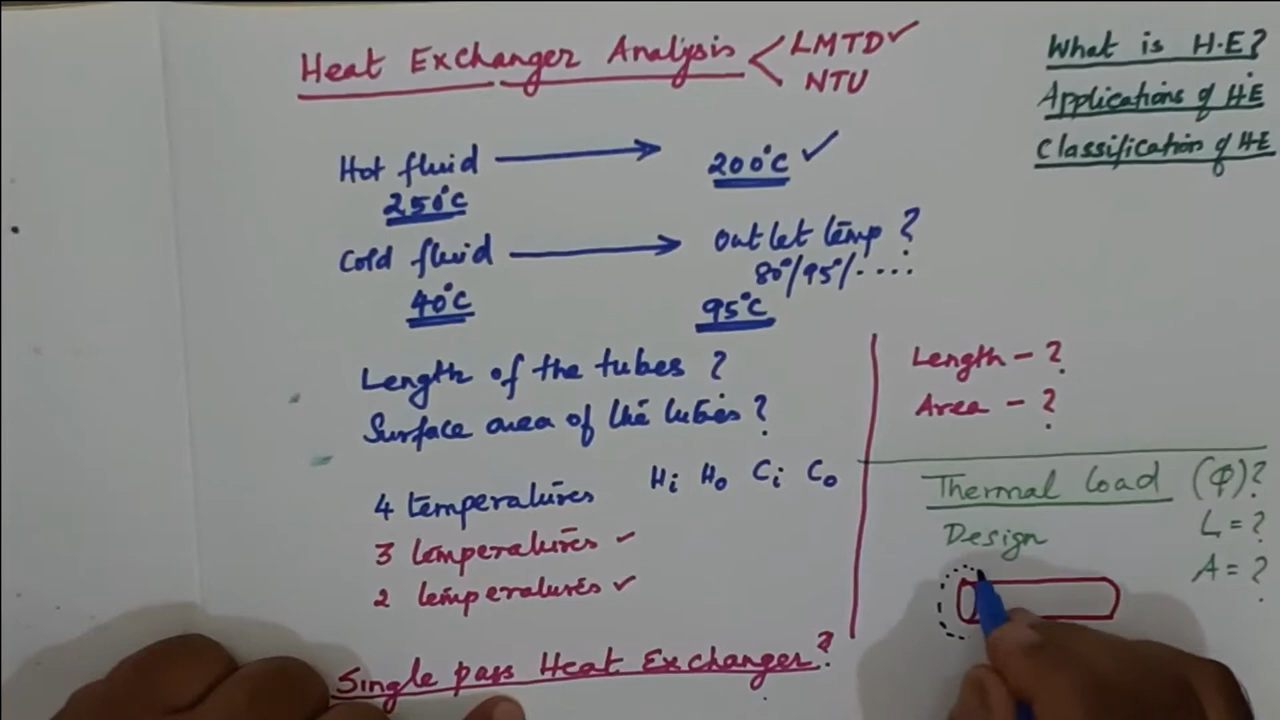 Heat Exchanger Analysis < LMTD ✓
NTU
What is H.E?
Applications of HE
Classification of HE
Hot fluid → 200°C ✓
250°C
Cold fluid → Outlet temp ?
80°/95°/....
40°C
95°C
Length of the tubes ?
Surface area of the tubes ?
4 temperatures Hi Ho Ci Co
3 temperatures ✓
2 temperatures ✓
Single pass Heat Exchanger?
Length - ?
Area - ?
Thermal Load (φ)?
Design L = ?
A = ?